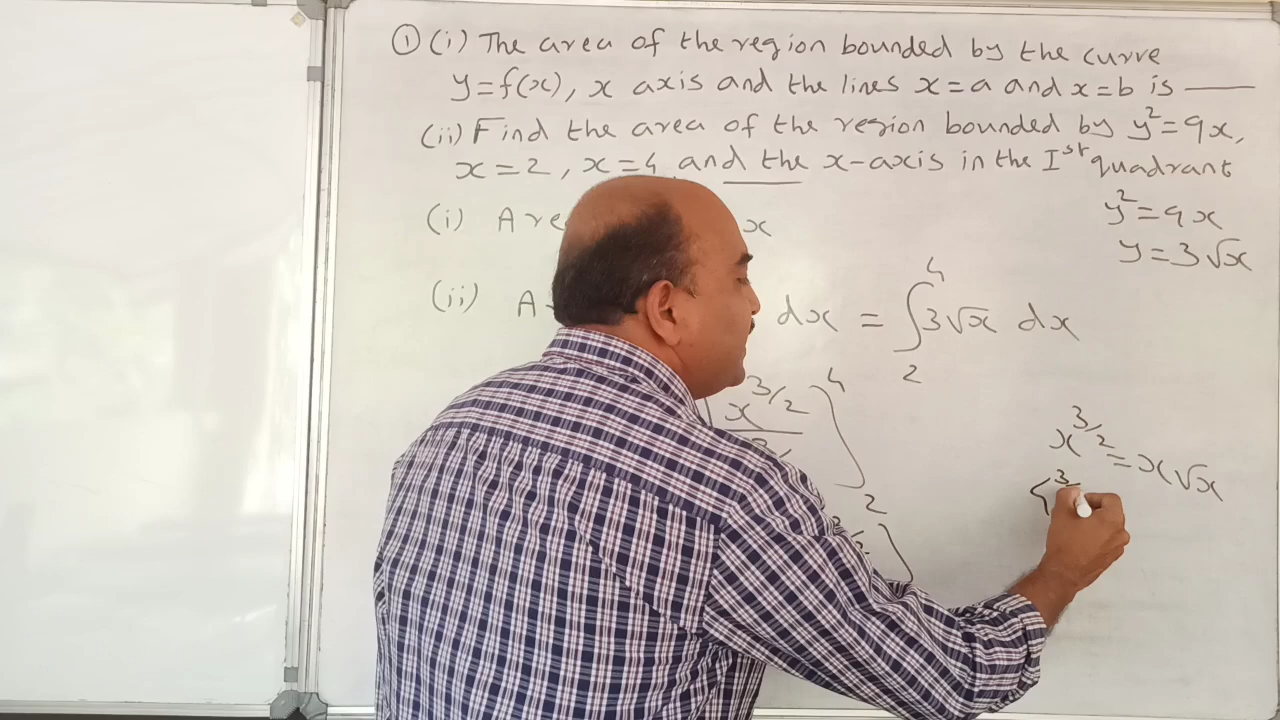 ① (i) The area of the region bounded by the curve
y=f(x), x axis and the lines x=a and x=b is ——
(ii) Find the area of the region bounded by y²=9x,
x=2, x=4 and the x-axis in the Iˢᵗ quadrant
y²=9x
y=3√x
(i) Are x
(ii) A dx = ∫₂⁴ 3√x dx
x^3/2 ]₂⁴
x^3/2 = x√x